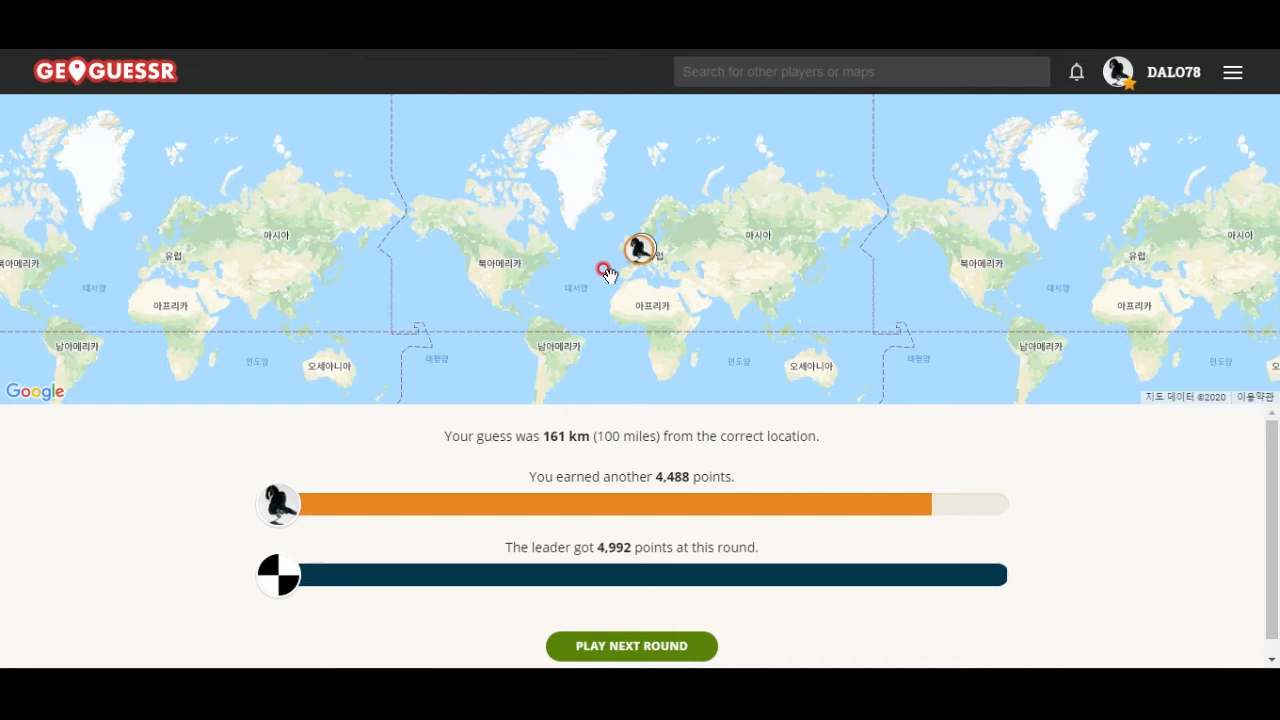 GEOGUESSR
Search for other players or maps
DALO78
북아메리카 유럽 아시아 북아메리카 럽 아시아 북아메리카 유럽 아시아
대서양 아프리카 대서양 아프리카 대서양 아프리카
남아메리카 인도양 오세아니아 태평양 남아메리카 인도양 오세아니아 태평양 남아메리카 인도양 오
Google
지도 데이터 ©2020 이용약관
Your guess was 161 km (100 miles) from the correct location.
You earned another 4,488 points.
The leader got 4,992 points at this round.
PLAY NEXT ROUND